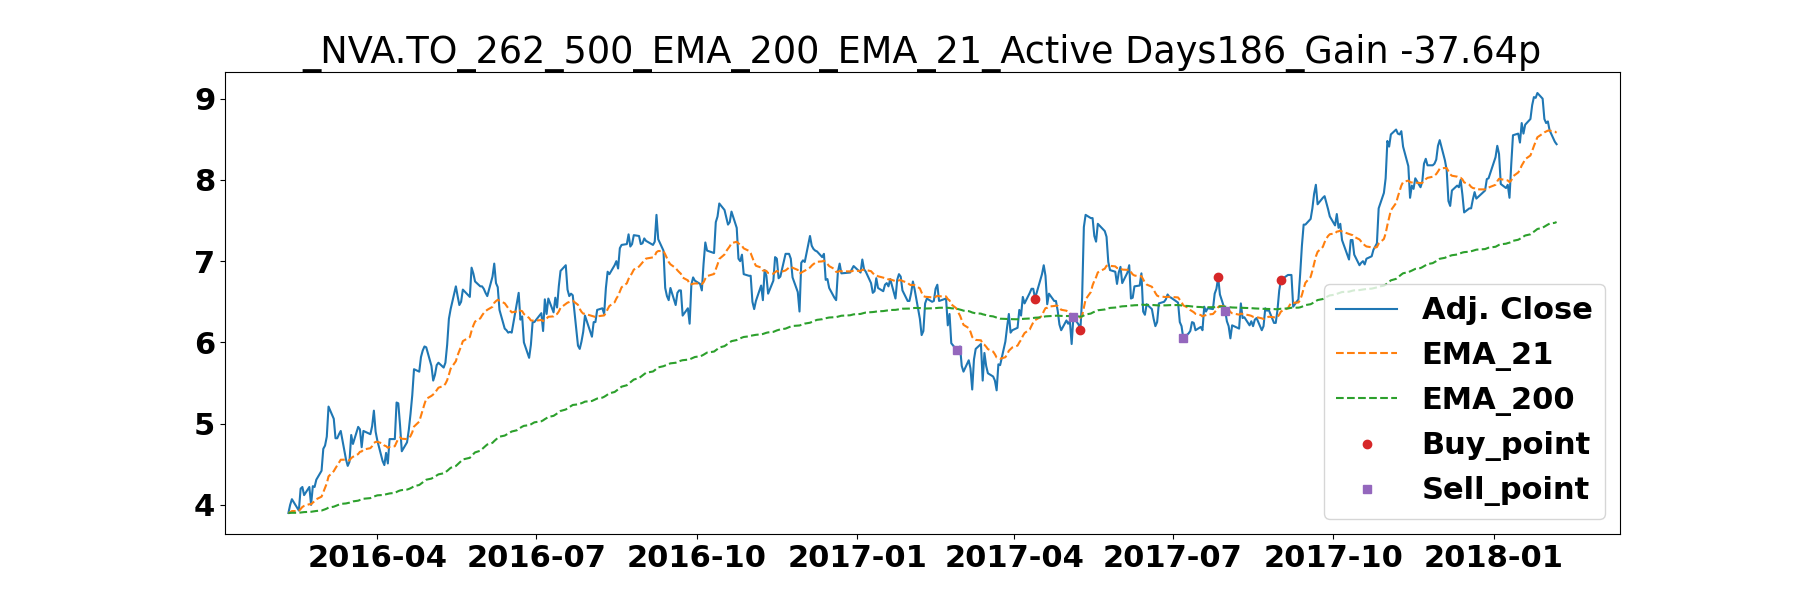 _NVA.TO_262_500_EMA_200_EMA_21_Active Days186_Gain -37.64p
9
8
7
6
5
4
2016-04 2016-07 2016-10 2017-01 2017-04 2017-07 2017-10 2018-01
Adj. Close
EMA_21
EMA_200
Buy_point
Sell_point